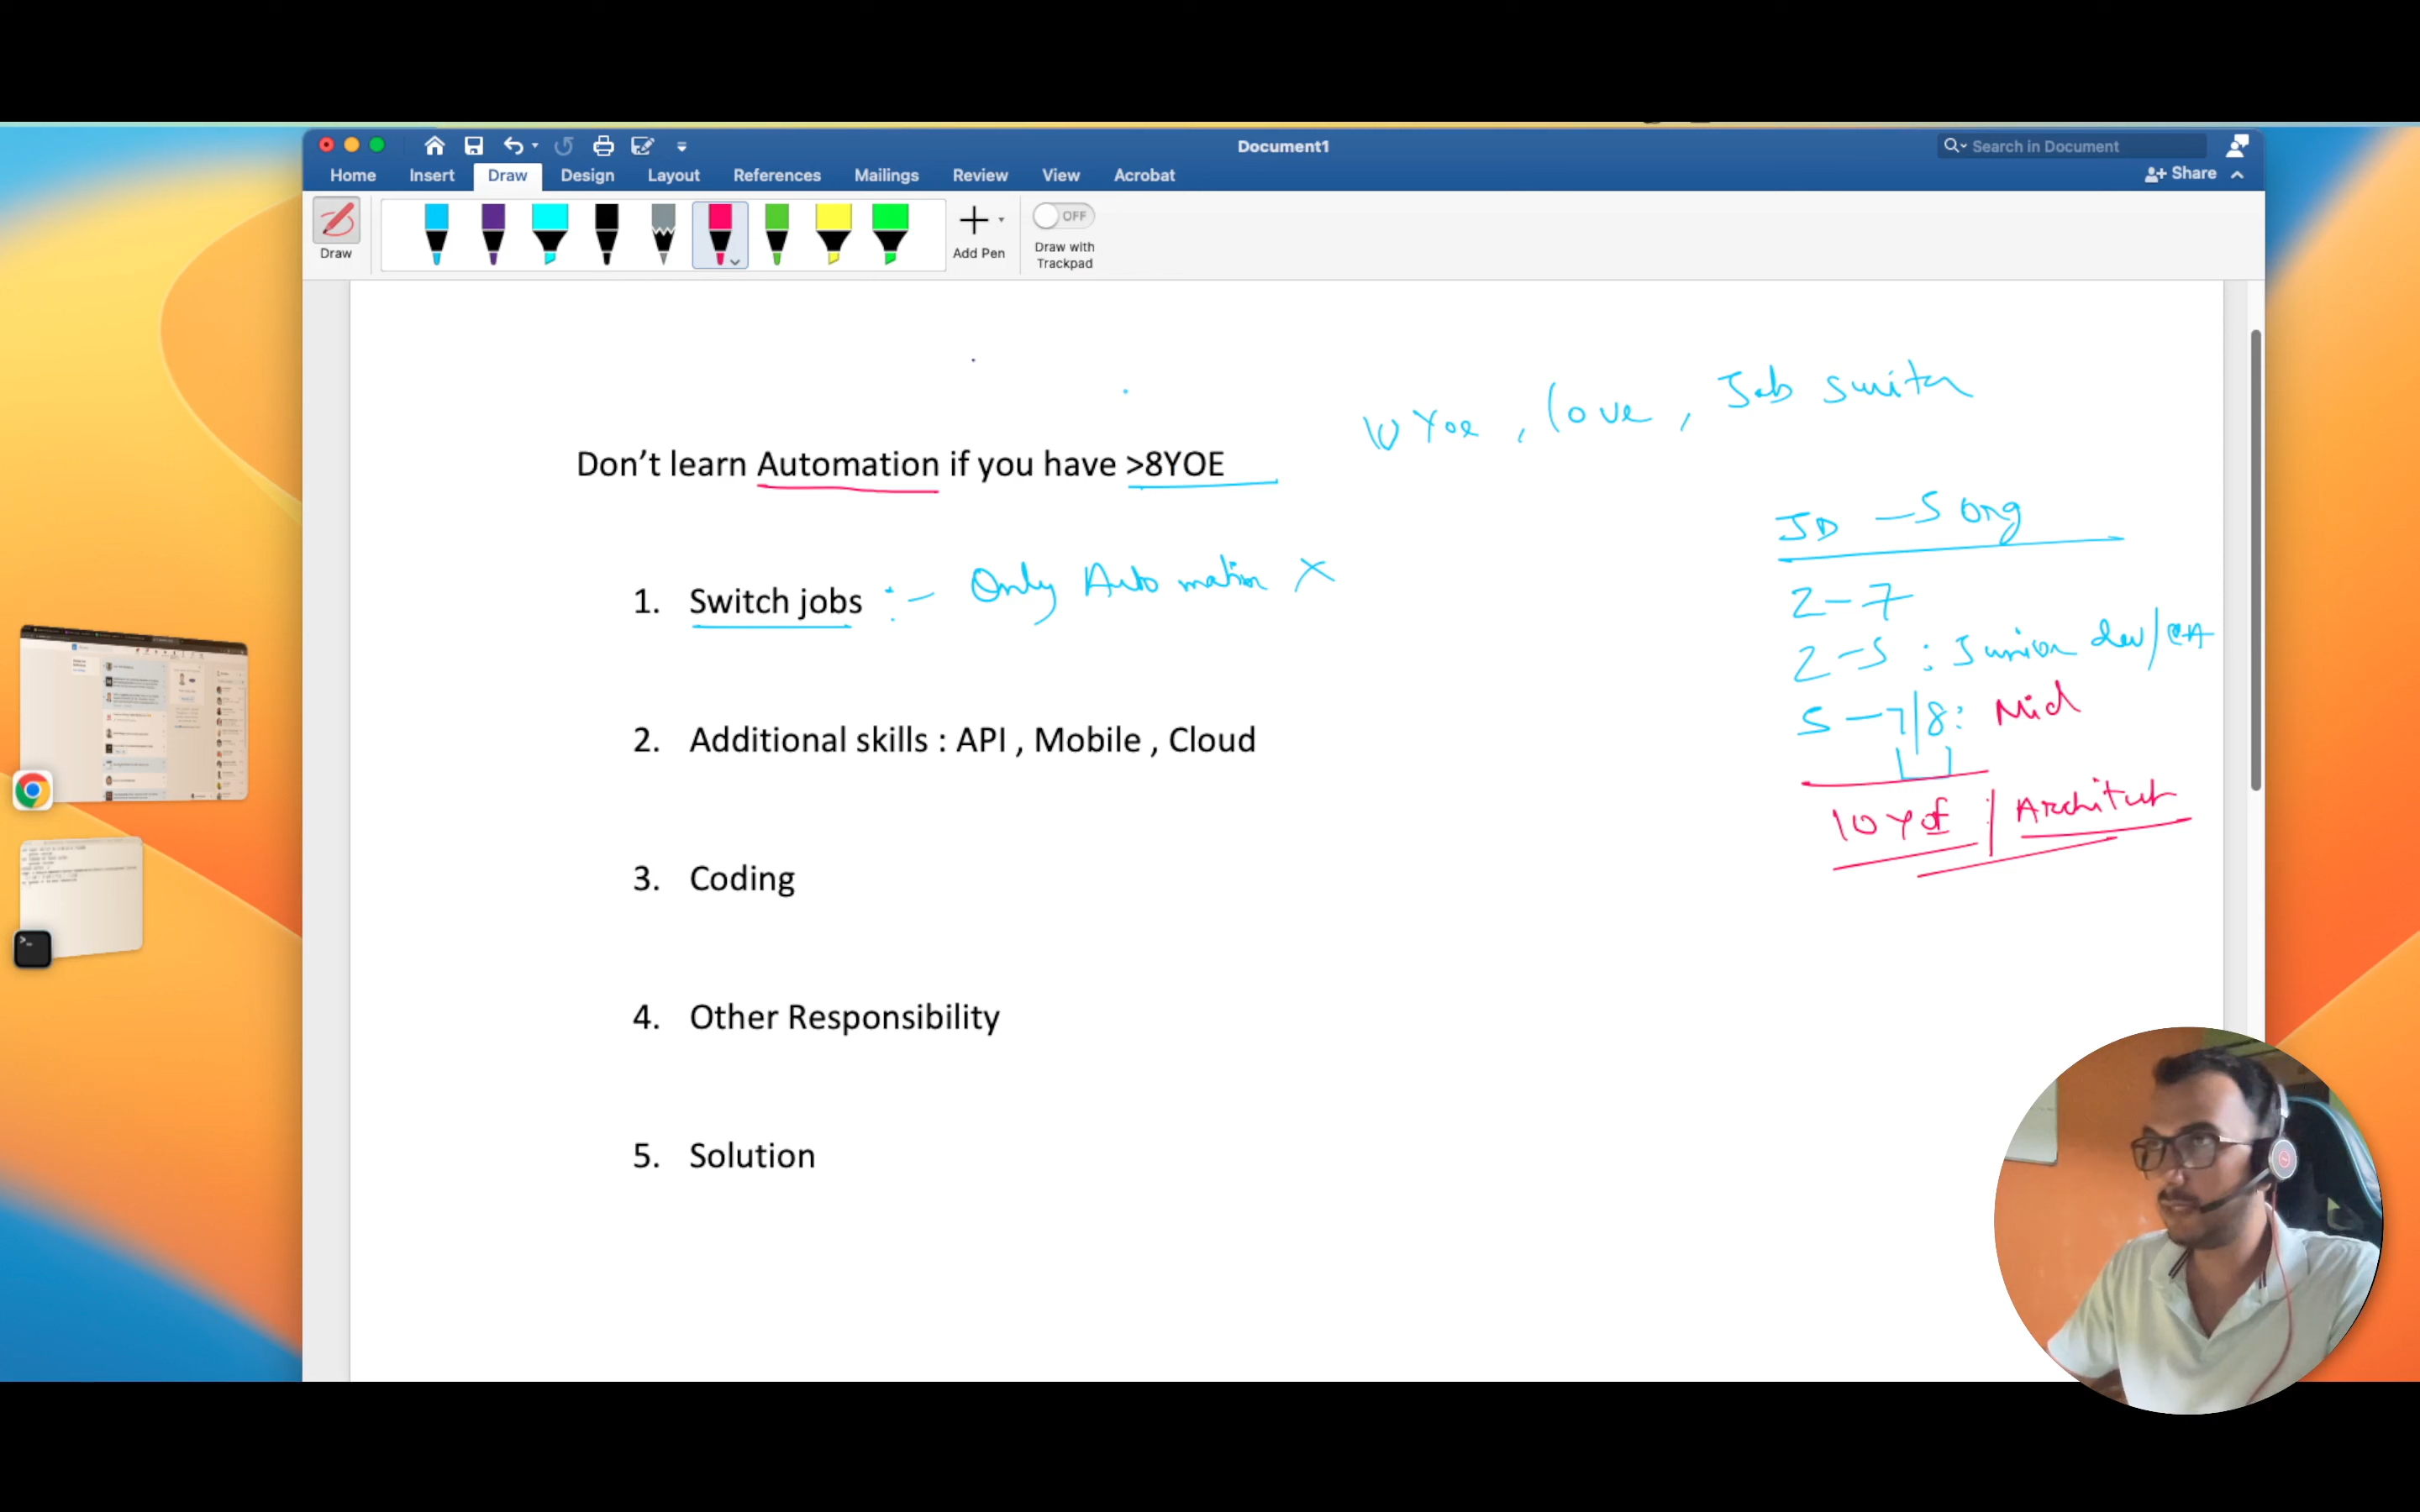 Document1
Search in Document
Home Insert Draw Design Layout References Mailings Review View Acrobat
Share
Draw
Add Pen
OFF
Draw with
Trackpad
10 Yoe, love, Job switch
Don't learn Automation if you have >8YOE
JD - 5 org
1. Switch jobs :- Only Automation X
2-7
2-5 : Junior dev/QA
5-7/8: Mid
2. Additional skills : API , Mobile , Cloud
10 Yof | Architect
3. Coding
4. Other Responsibility
5. Solution